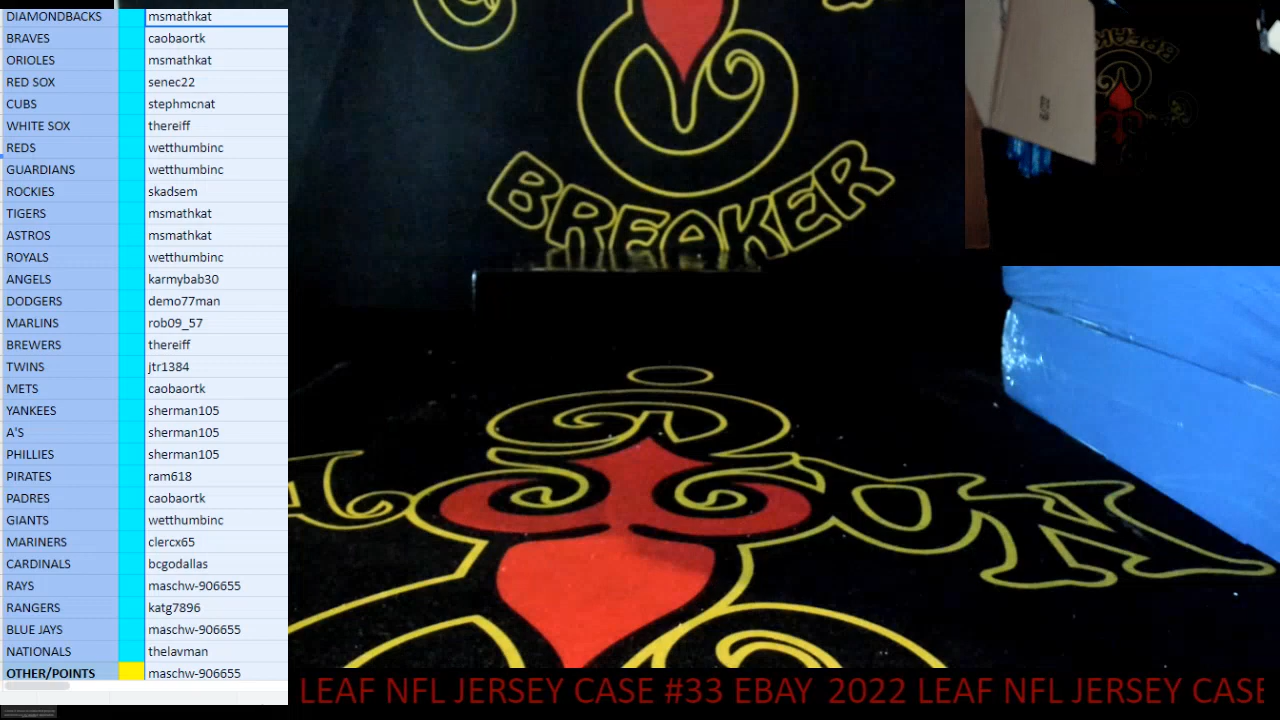 DIAMONDBACKS msmathkat
BRAVES caobaortk
ORIOLES msmathkat
RED SOX senec22
CUBS stephmcnat
WHITE SOX thereiff
REDS wetthumbinc
GUARDIANS wetthumbinc
ROCKIES skadsem
TIGERS msmathkat
ASTROS msmathkat
ROYALS wetthumbinc
ANGELS karmybab30
DODGERS demo77man
MARLINS rob09_57
BREWERS thereiff
TWINS jtr1384
METS caobaortk
YANKEES sherman105
A'S sherman105
PHILLIES sherman105
PIRATES ram618
PADRES caobaortk
GIANTS wetthumbinc
MARINERS clercx65
CARDINALS bcgodallas
RAYS maschw-906655
RANGERS katg7896
BLUE JAYS maschw-906655
NATIONALS thelavman
OTHER/POINTS maschw-906655
BREAKER
LEAF NFL JERSEY CASE #33 EBAY 2022 LEAF NFL JERSEY CASE